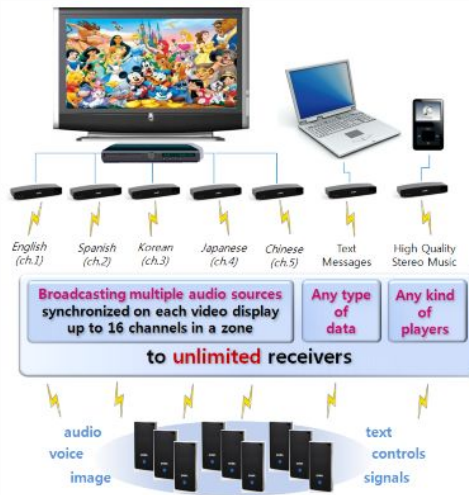 English
(ch.1)
Spanish
(ch.2)
Korean
(ch.3)
Japanese
(ch.4)
Chinese
(ch.5)
Text
Messages
High Quality
Stereo Music
Broadcasting multiple audio sources
synchronized on each video display
up to 16 channels in a zone
Any type
of
data
Any kind
of
players
to unlimited receivers
audio
voice
image
text
controls
signals